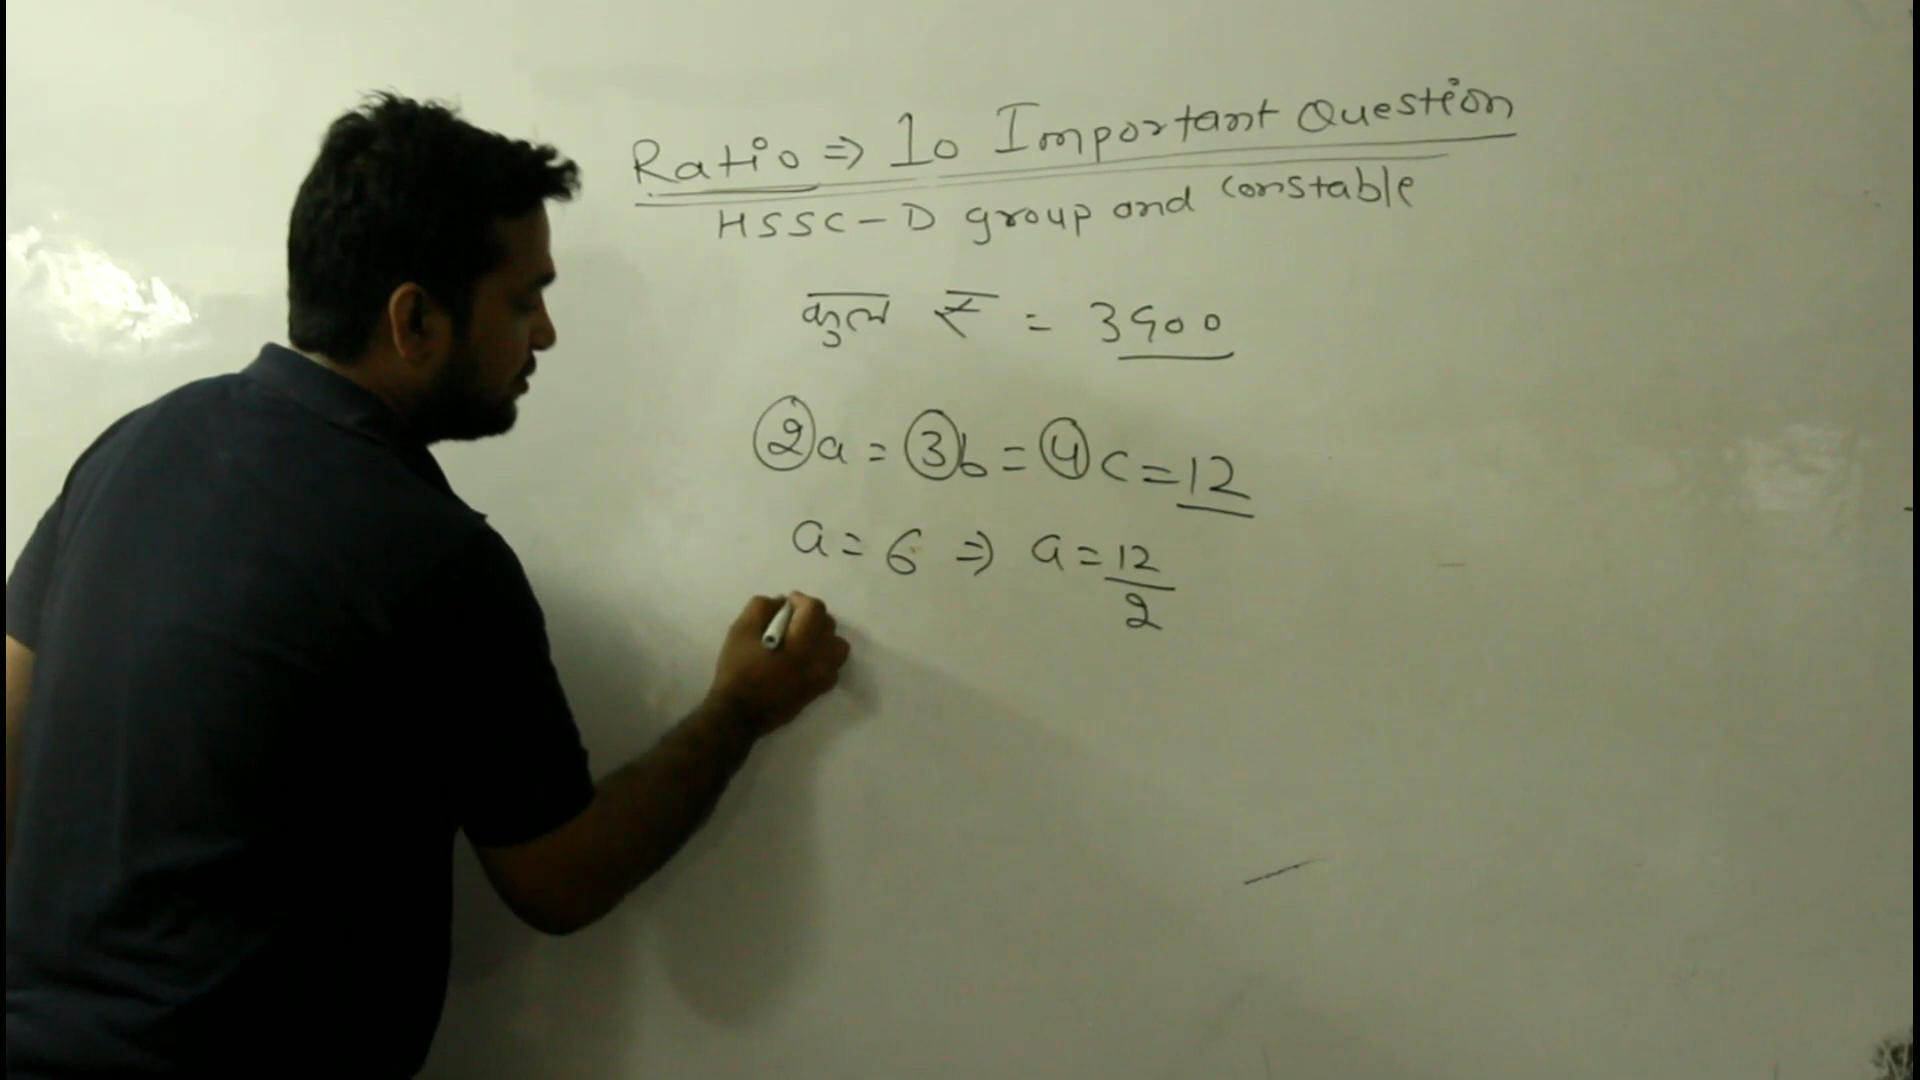 Ratio ⇒ 10 Important Question
HSSC-D group and constable
कुल ₹ = 3900
2a = 3b = 4c = 12
a = 6 ⇒ a = 12/2